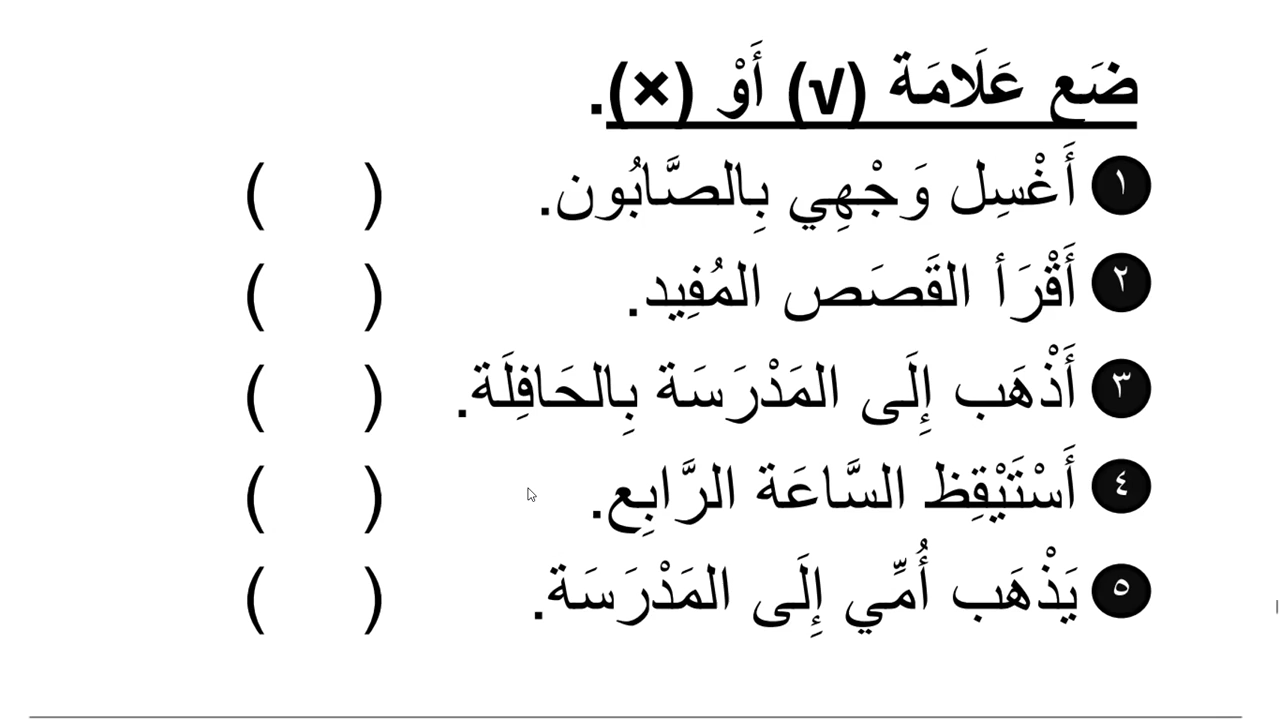 ضَع عَلَامَة (√) أَوْ (×).
١ أَغْسِل وَجْهِي بِالصَّابُون. ( )
٢ أَقْرَأ القَصَص المُفِيد. ( )
٣ أَذْهَب إِلَى المَدْرَسَة بِالحَافِلَة. ( )
٤ أَسْتَيْقِظ السَّاعَة الرَّابِع. ( )
٥ يَذْهَب أُمِّي إِلَى المَدْرَسَة. ( )